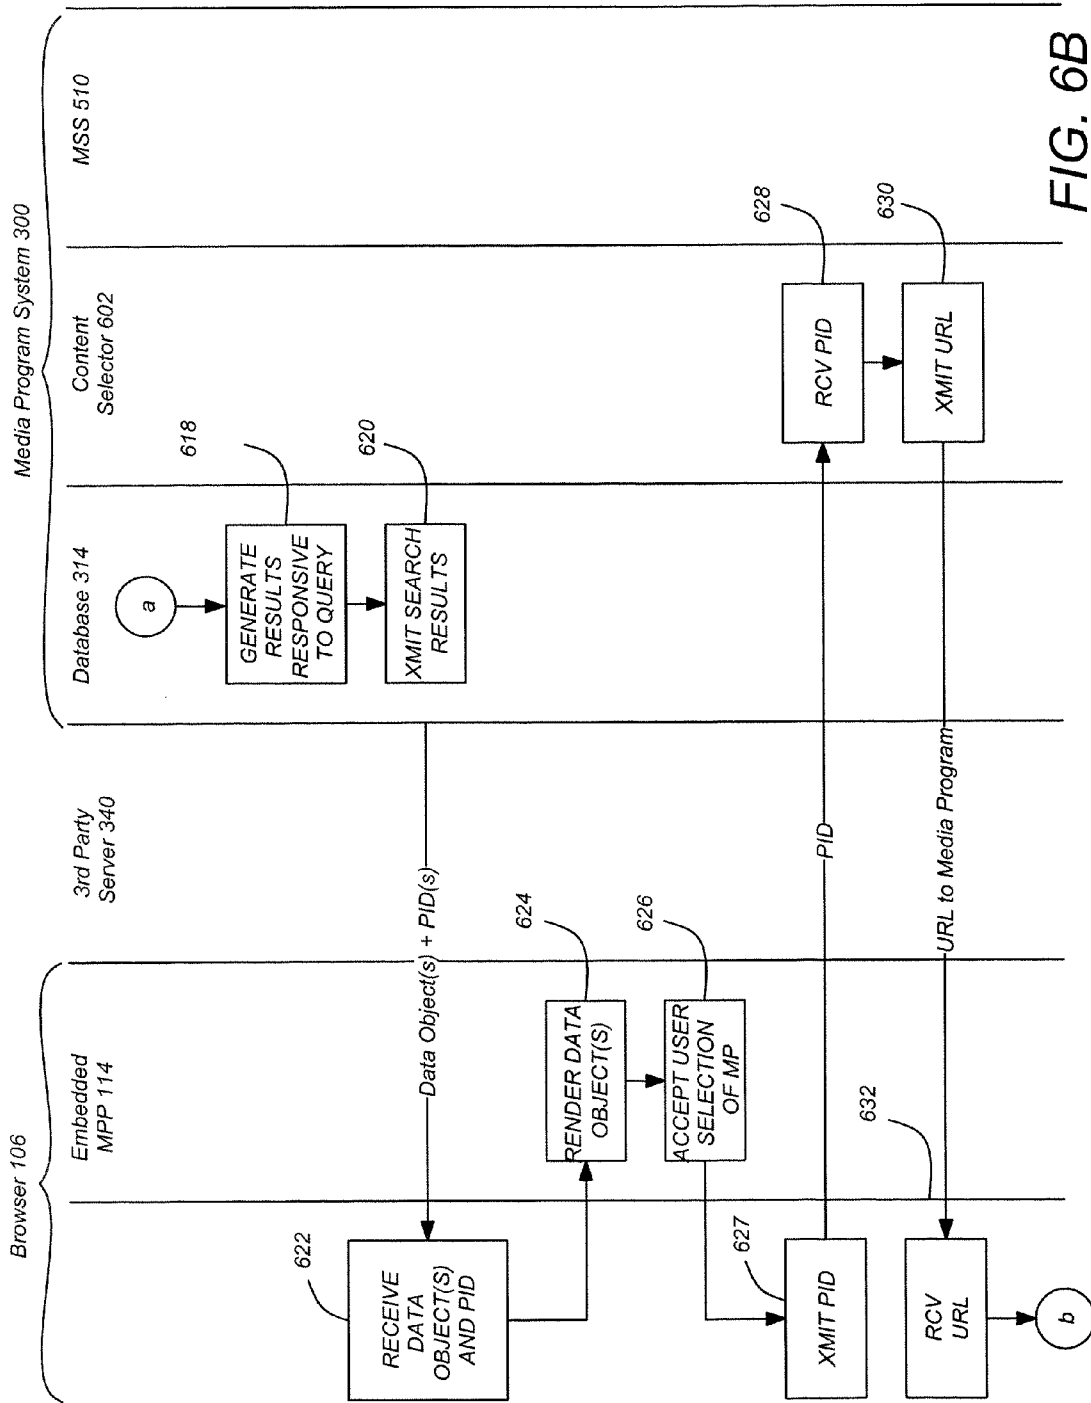 Browser 106
Media Program System 300
Embedded
MPP 114
3rd Party
Server 340
Database 314
Content
Selector 602
MSS 510
a
GENERATE
RESULTS
RESPONSIVE
TO QUERY
618
XMIT SEARCH
RESULTS
620
Data Object(s) + PID(s)
622
RECEIVE
DATA
OBJECT(S)
AND PID
RENDER DATA
OBJECT(S)
624
ACCEPT USER
SELECTION
OF MP
626
627
XMIT PID
PID
RCV PID
628
XMIT URL
630
URL to Media Program
632
RCV
URL
b
FIG. 6B